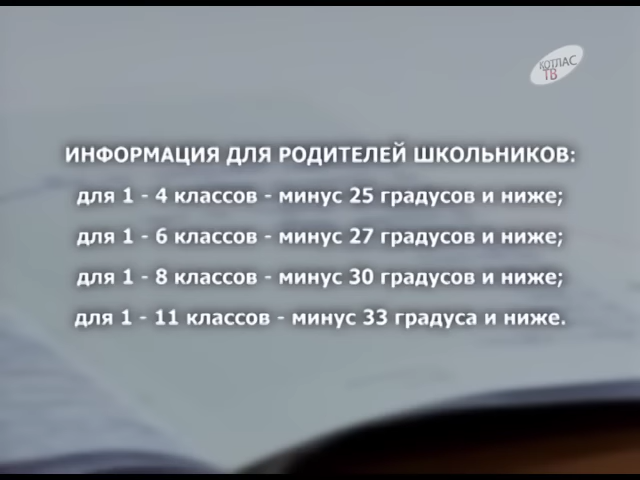 КОТЛАС
ТВ
ИНФОРМАЦИЯ ДЛЯ РОДИТЕЛЕЙ ШКОЛЬНИКОВ:
для 1 - 4 классов - минус 25 градусов и ниже;
для 1 - 6 классов - минус 27 градусов и ниже;
для 1 - 8 классов - минус 30 градусов и ниже;
для 1 - 11 классов - минус 33 градуса и ниже.